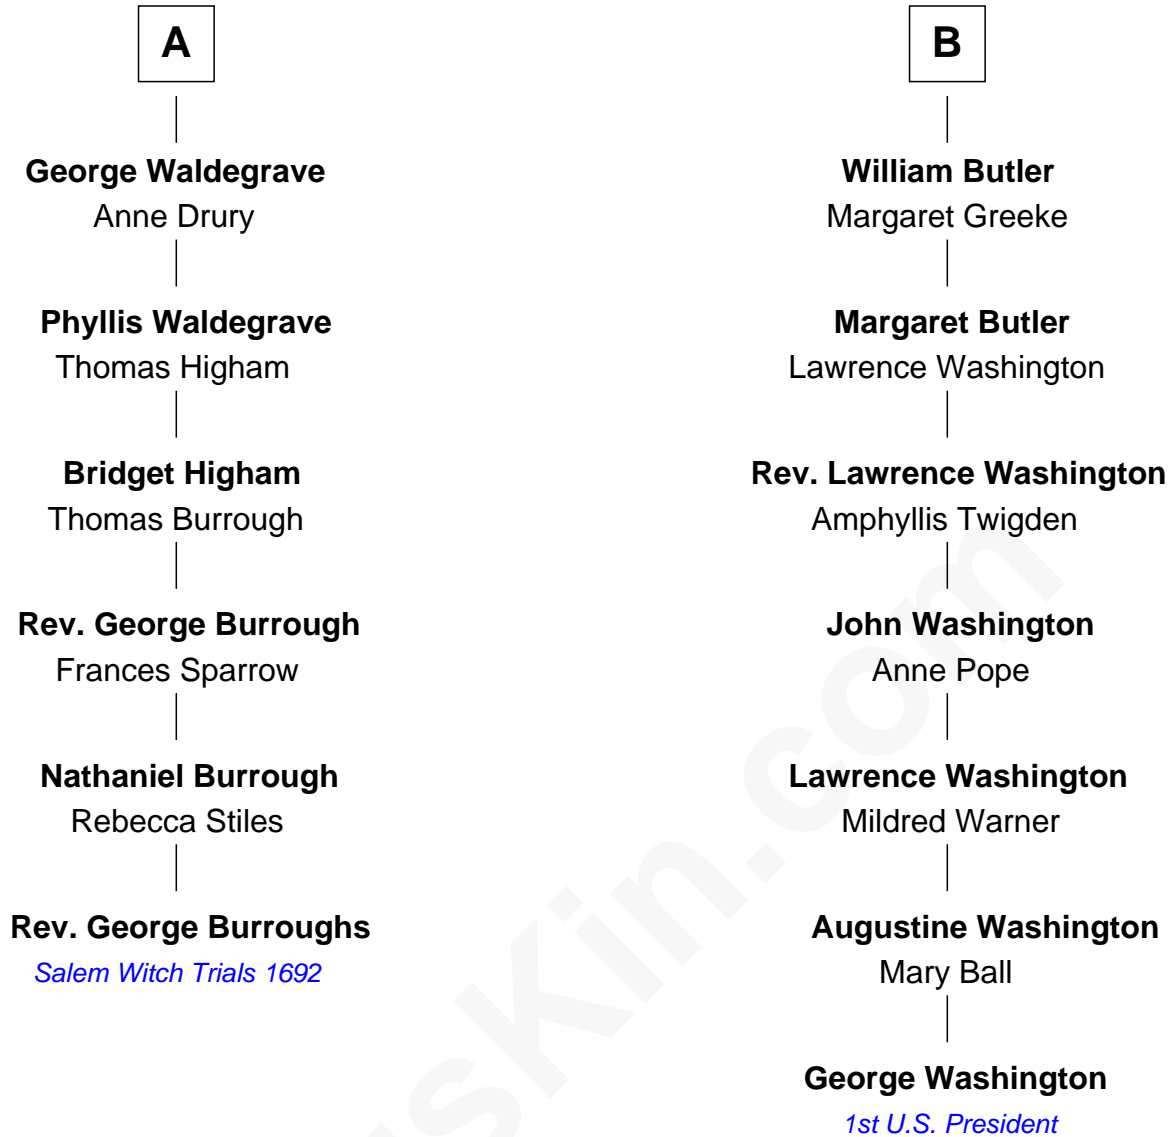 A
George Waldegrave
Anne Drury
Phyllis Waldegrave
Thomas Higham
Bridget Higham
Thomas Burrough
Rev. George Burrough
Frances Sparrow
Nathaniel Burrough
Rebecca Stiles
Rev. George Burroughs
Salem Witch Trials 1692
B
William Butler
Margaret Greeke
Margaret Butler
Lawrence Washington
Rev. Lawrence Washington
Amphyllis Twigden
John Washington
Anne Pope
Lawrence Washington
Mildred Warner
Augustine Washington
Mary Ball
George Washington
1st U.S. President